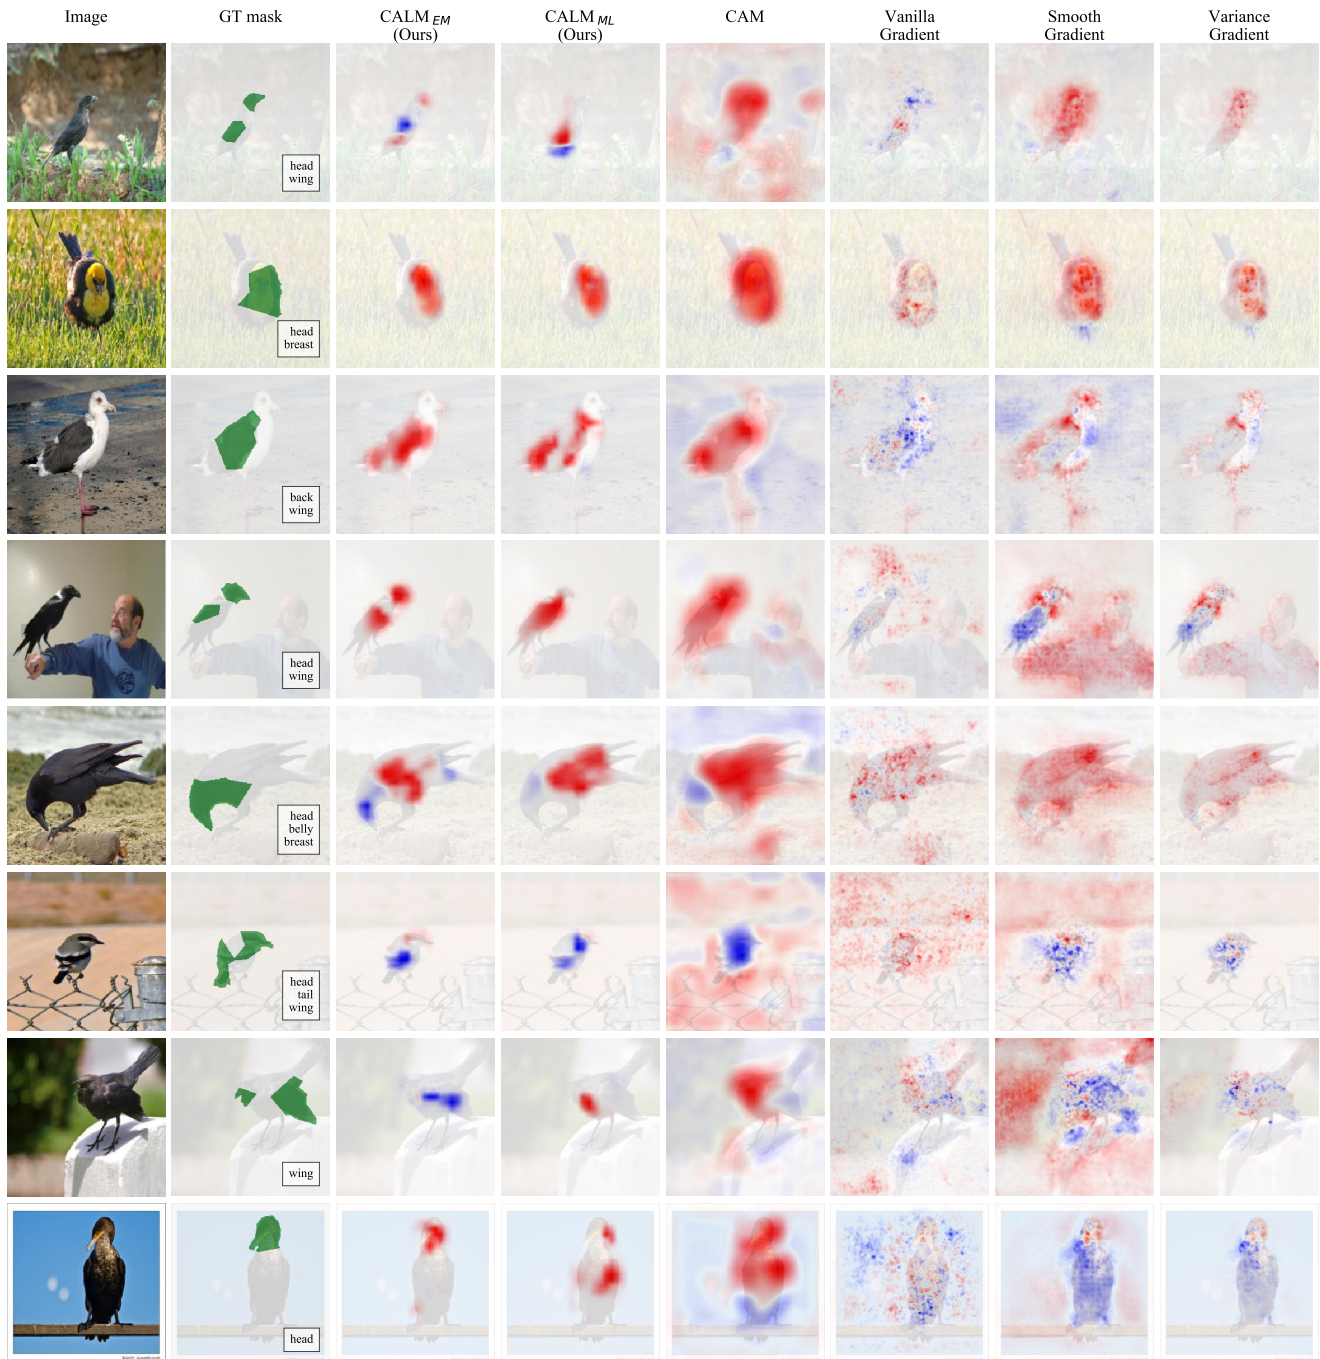 Image
GT mask
CALM EM
(Ours)
CALM ML
(Ours)
CAM
Vanilla
Gradient
Smooth
Gradient
Variance
Gradient
head
wing
head
breast
back
wing
head
wing
head
belly
breast
head
tail
wing
wing
head